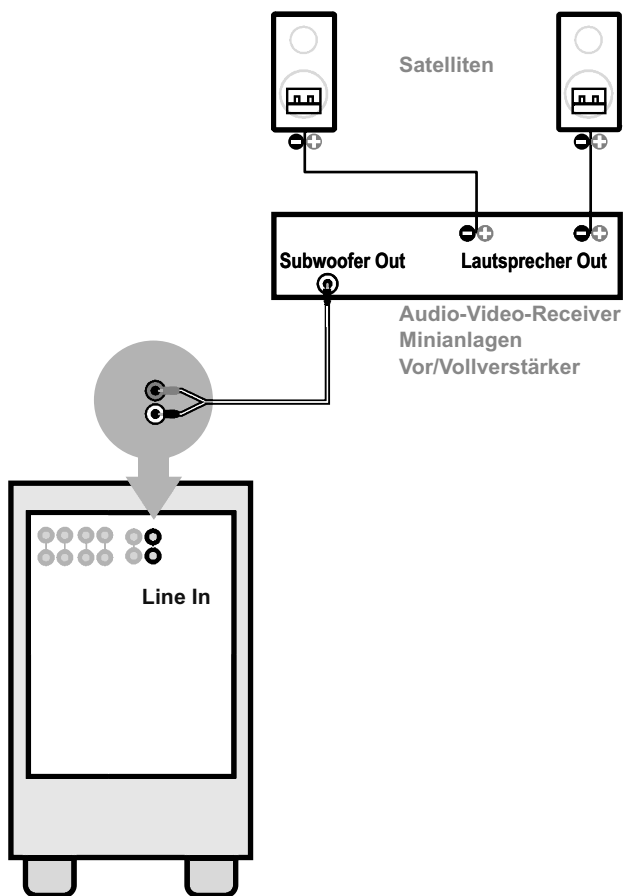 Satelliten
Subwoofer Out
Lautsprecher Out
Audio-Video-Receiver
Minianlagen
Vor/Vollverstärker
Line In